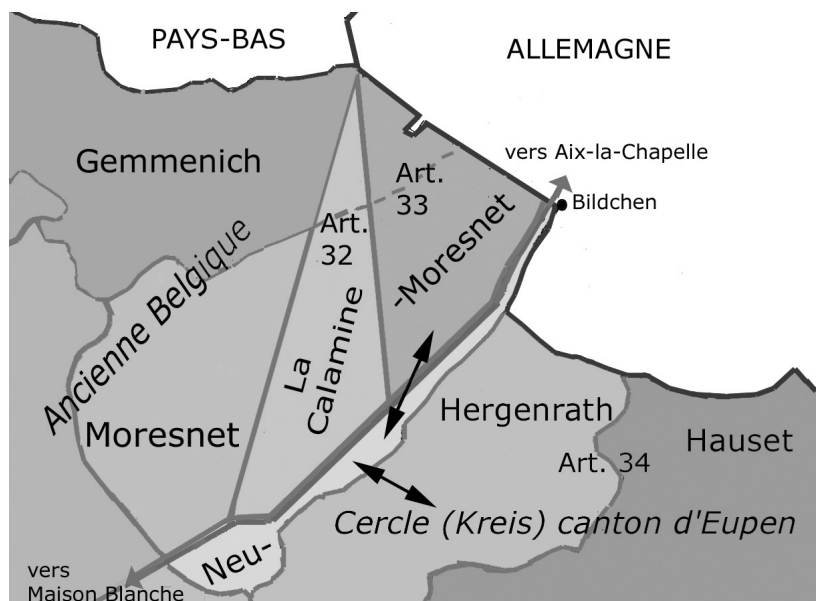 PAYS-BAS
ALLEMAGNE
Gemmenich
vers Aix-la-Chapelle
Art.
33
Bildchen
Art.
32
-Moresnet
Ancienne Belgique
La
Calamine
Moresnet
Hergenrath
Hauset
Art. 34
Cercle (Kreis) canton d'Eupen
Neu-
vers
Maison Blanche